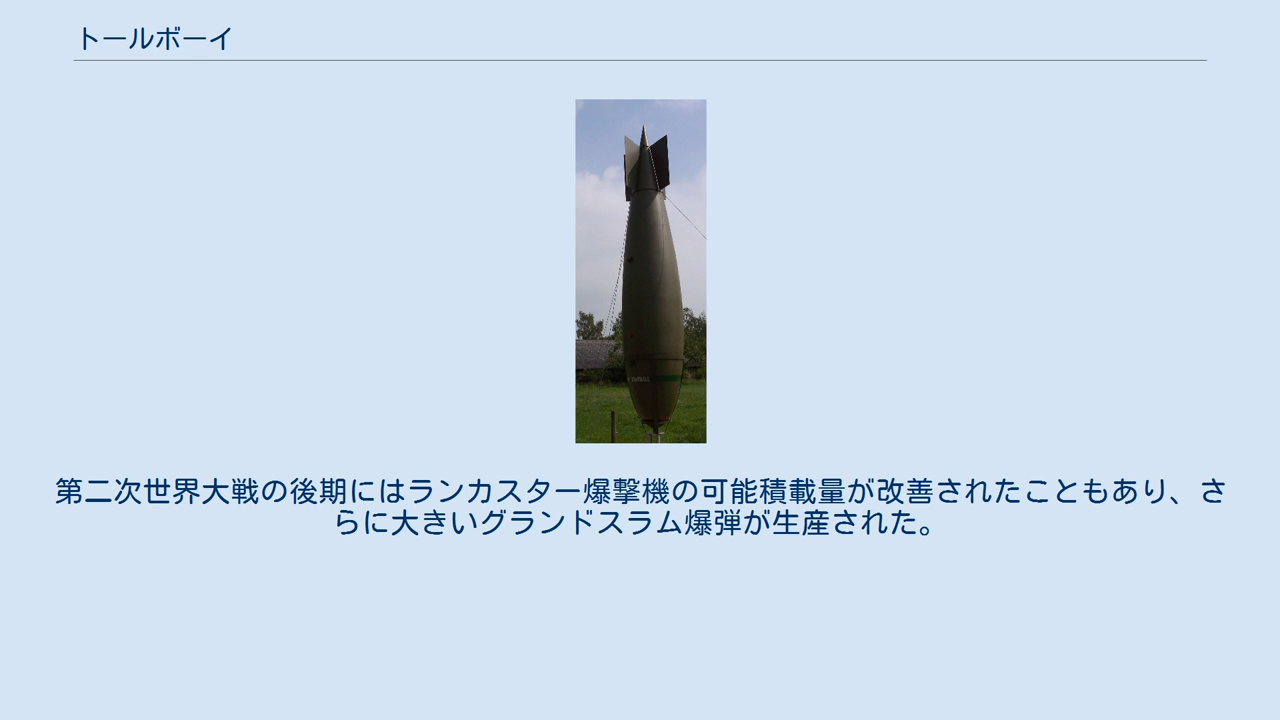 トールボーイ
第二次世界大戦の後期にはランカスター爆撃機の可能積載量が改善されたこともあり、さ
らに大きいグランドスラム爆弾が生産された。